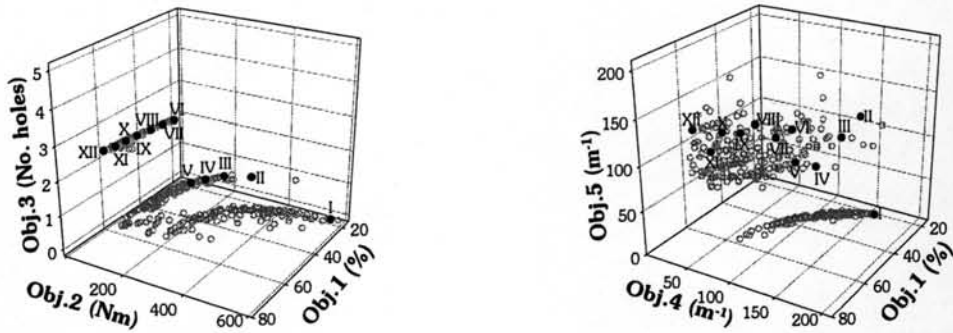 5
4
3
2
1
0
Obj.3 (No. holes)
200
400
600
Obj.2 (Nm)
20
40
60
80
Obj.1 (%)
XII
XI
X
IX
VIII
VII
VI
V
IV
III
II
I
200
150
100
50
0
Obj.5 (m⁻¹)
50
100
150
200
Obj.4 (m⁻¹)
20
40
60
80
Obj.1 (%)
XII
X
IX
VIII
VII
VI
V
IV
III
II